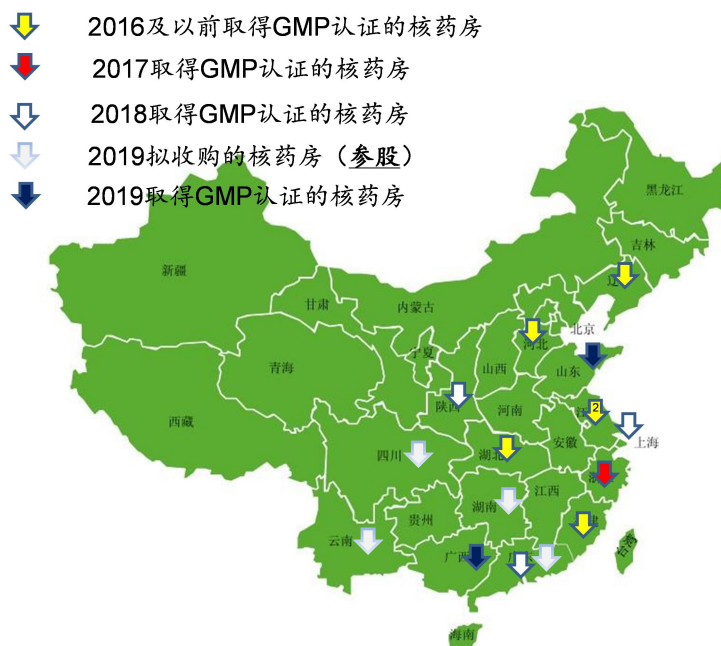 2016及以前取得GMP认证的核药房
2017取得GMP认证的核药房
2018取得GMP认证的核药房
2019拟收购的核药房（参股）
2019取得GMP认证的核药房
黑龙江
吉林
新疆
辽
甘肃
内蒙古
北京
河北
宁夏
山西
山东
青海
陕西
河南
江
2
西藏
安徽
上海
四川
湖北
浙
湖南
江西
贵州
建
云南
台湾
广西
广
海南